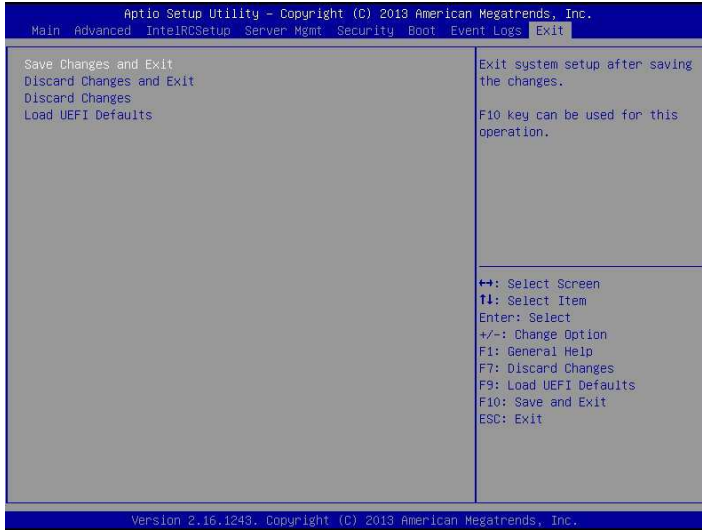 Aptio Setup Utility – Copyright (C) 2013 American Megatrends, Inc.
Main Advanced IntelRCSetup Server Mgmt Security Boot Event Logs Exit
Save Changes and Exit
Discard Changes and Exit
Discard Changes
Load UEFI Defaults
Exit system setup after saving
the changes.
F10 key can be used for this
operation.
↔: Select Screen
↑↓: Select Item
Enter: Select
+/-: Change Option
F1: General Help
F7: Discard Changes
F9: Load UEFI Defaults
F10: Save and Exit
ESC: Exit
Version 2.16.1243. Copyright (C) 2013 American Megatrends, Inc.